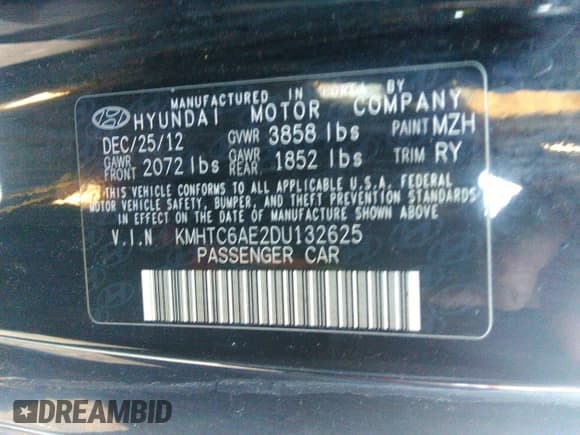 MANUFACTURED IN KOREA BY
HYUNDAI MOTOR COMPANY
DEC/25/12 GVWR 3858 lbs PAINT MZH
GAWR FRONT 2072 lbs GAWR REAR 1852 lbs TRIM RY
THIS VEHICLE CONFORMS TO ALL APPLICABLE U.S.A. FEDERAL
MOTOR VEHICLE SAFETY, BUMPER, AND THEFT PREVENTION STANDARDS
IN EFFECT ON THE DATE OF MANUFACTURE SHOWN ABOVE.
V.I.N KMHTC6AE2DU132625
PASSENGER CAR
DREAMBID